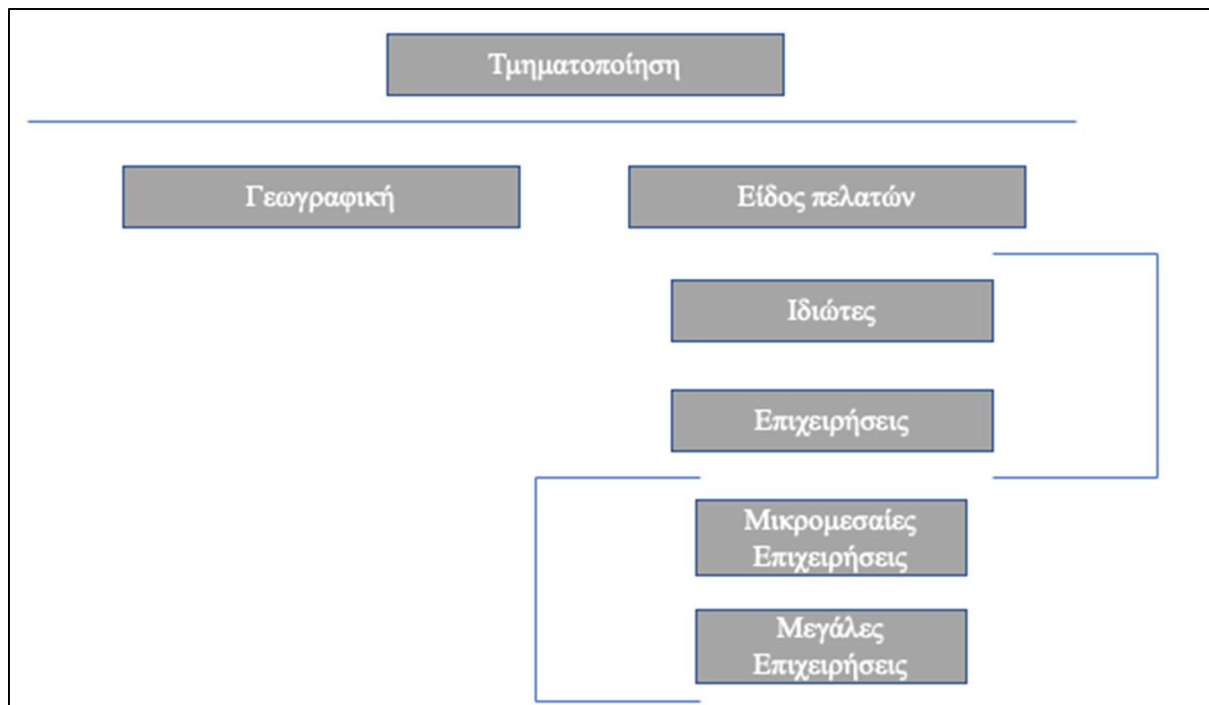 Τμηματοποίηση
Γεωγραφική
Είδος πελατών
Ιδιώτες
Επιχειρήσεις
Μικρομεσαίες
Επιχειρήσεις
Μεγάλες
Επιχειρήσεις